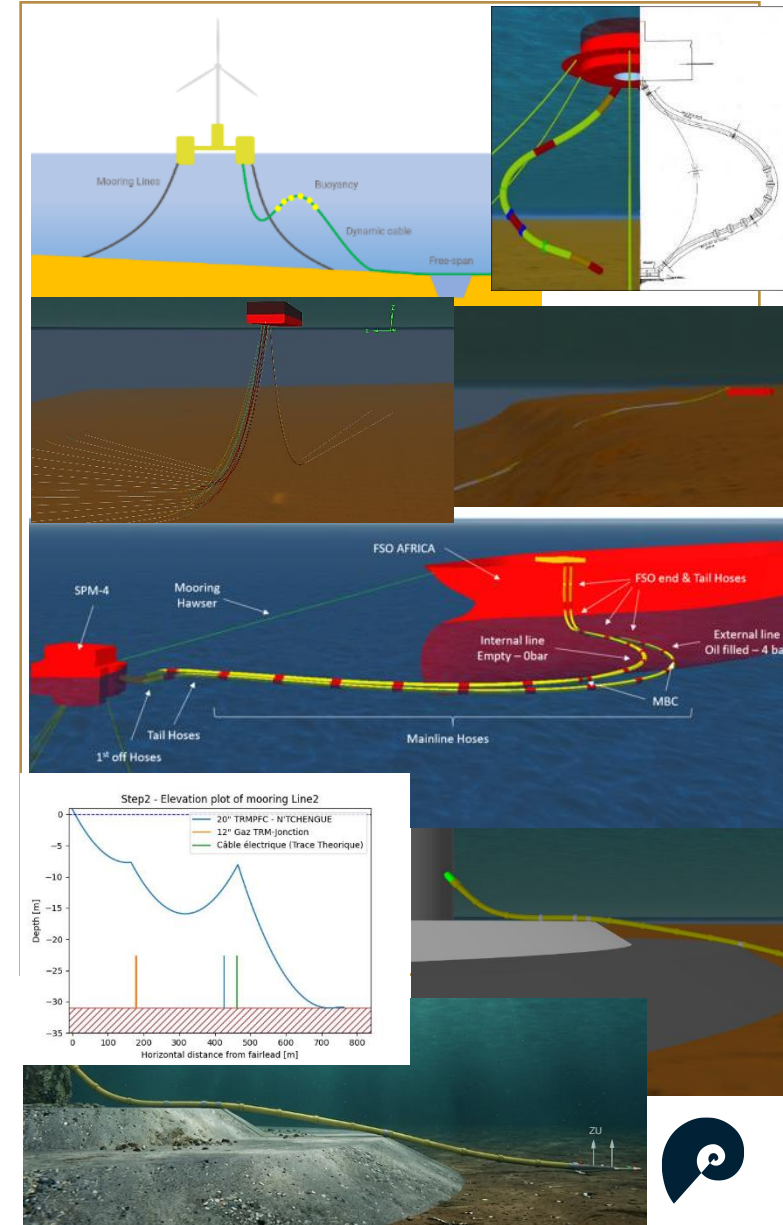 Mooring Lines
Buoyancy
Dynamic cable
Free-span
FSO AFRICA
SPM-4
Mooring
Hawser
FSO end & Tail Hoses
Internal line
Empty – 0bar
External line
Oil filled – 4 ba
MBC
Tail Hoses
1st off Hoses
Mainline Hoses
Step2 - Elevation plot of mooring Line2
20" TRMPFC - N'TCHENGUE
12" Gaz TRM-Jonction
Câble électrique (Trace Theorique)
Depth [m]
0
−5
−10
−15
−20
−25
−30
−35
0 100 200 300 400 500 600 700 800
Horizontal distance from fairlead [m]
ZU